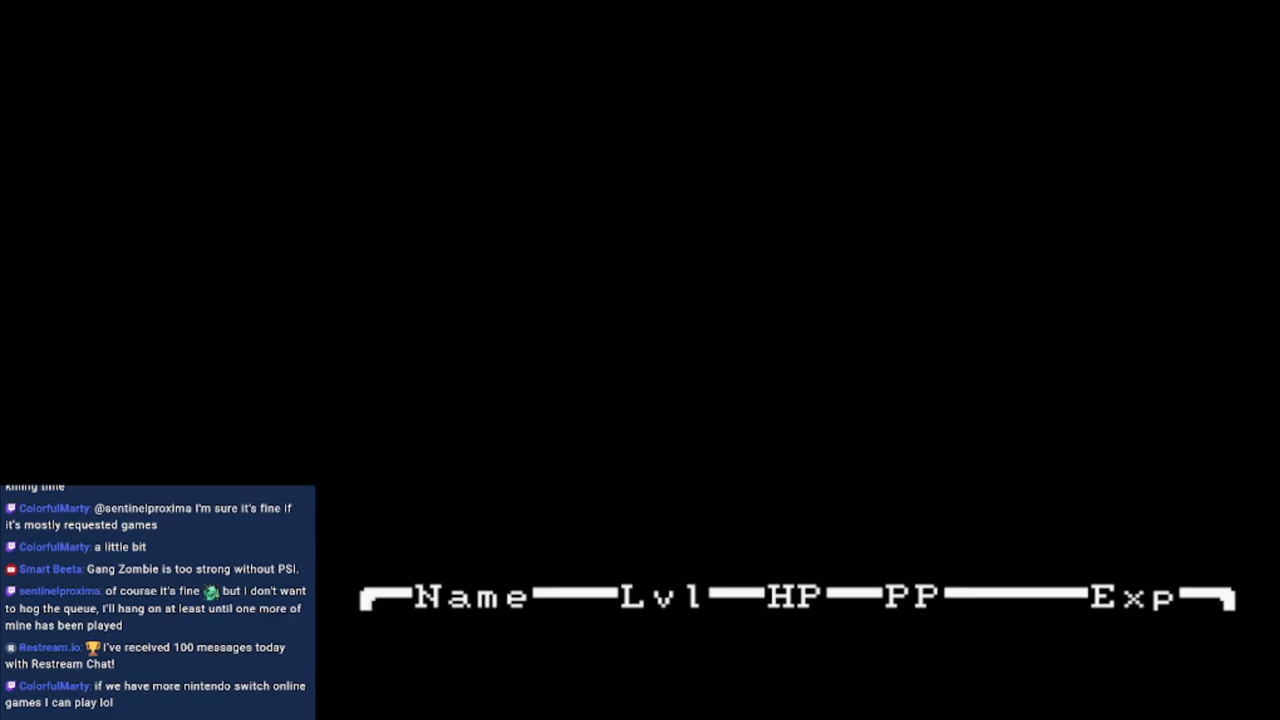 killing time
ColorfulMarty: @sentinelproxima I'm sure it's fine if
it's mostly requested games
ColorfulMarty: a little bit
Smart Beeta: Gang Zombie is too strong without PSI.
sentinelproxima: of course it's fine but I don't want
to hog the queue, I'll hang on at least until one more of
mine has been played
Restream.io: I've received 100 messages today
with Restream Chat!
ColorfulMarty: if we have more nintendo switch online
games I can play lol
Name Lvl HP PP Exp